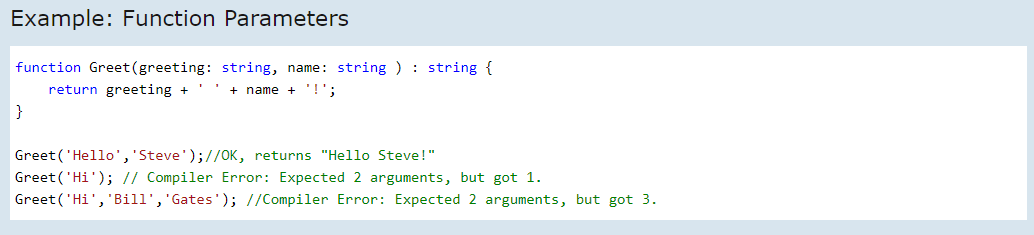 Example: Function Parameters
function Greet(greeting: string, name: string ) : string {
    return greeting + ' ' + name + '!';
}
Greet('Hello','Steve');//OK, returns "Hello Steve!"
Greet('Hi'); // Compiler Error: Expected 2 arguments, but got 1.
Greet('Hi','Bill','Gates'); //Compiler Error: Expected 2 arguments, but got 3.